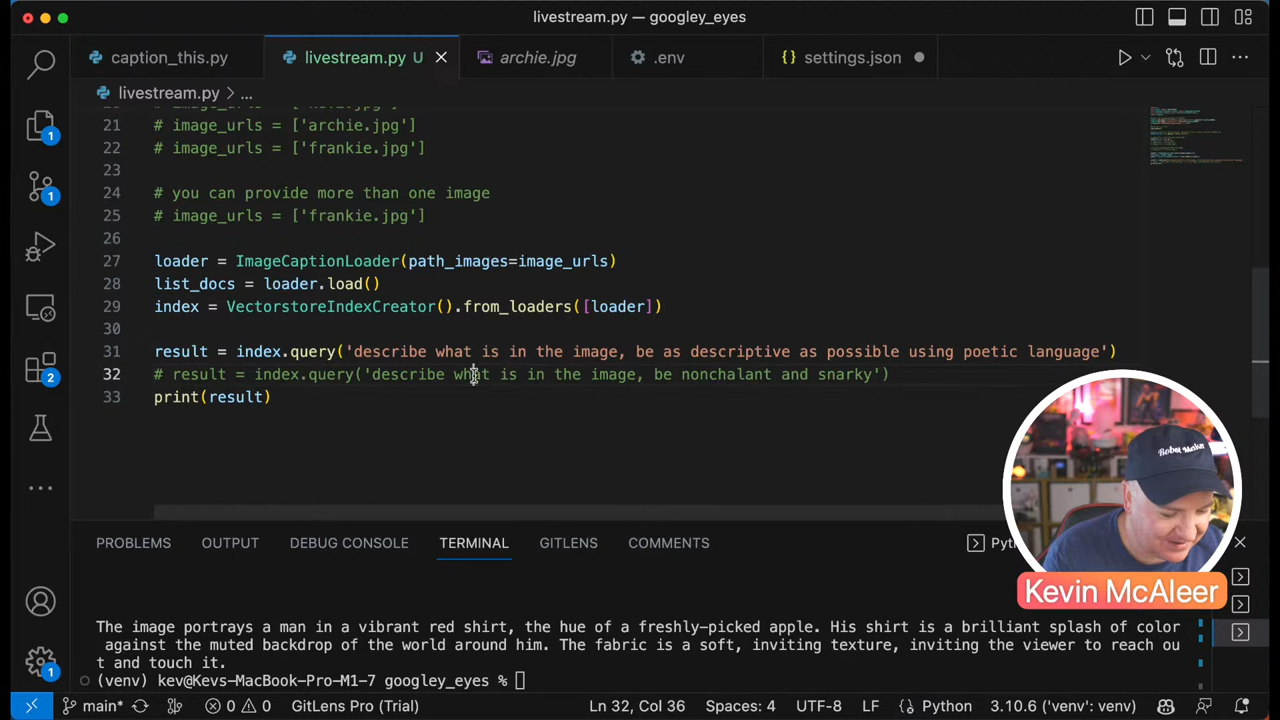 livestream.py — googley_eyes
caption_this.py
livestream.py U
archie.jpg
.env
{} settings.json
livestream.py > ...
21 # image_urls = ['archie.jpg']
22 # image_urls = ['frankie.jpg']
23
24 # you can provide more than one image
25 # image_urls = ['frankie.jpg']
26
27 loader = ImageCaptionLoader(path_images=image_urls)
28 list_docs = loader.load()
29 index = VectorstoreIndexCreator().from_loaders([loader])
30
31 result = index.query('describe what is in the image, be as descriptive as possible using poetic language')
32 # result = index.query('describe what is in the image, be nonchalant and snarky')
33 print(result)
1
1
2
1
Robot Maker
Kevin McAleer
PROBLEMS OUTPUT DEBUG CONSOLE TERMINAL GITLENS COMMENTS
The image portrays a man in a vibrant red shirt, the hue of a freshly-picked apple. His shirt is a brilliant splash of color
against the muted backdrop of the world around him. The fabric is a soft, inviting texture, inviting the viewer to reach ou
t and touch it.
(venv) kev@Kevs-MacBook-Pro-M1-7 googley_eyes %
main* 0 0 GitLens Pro (Trial) Ln 32, Col 36 Spaces: 4 UTF-8 LF Python 3.10.6 ('venv': venv)